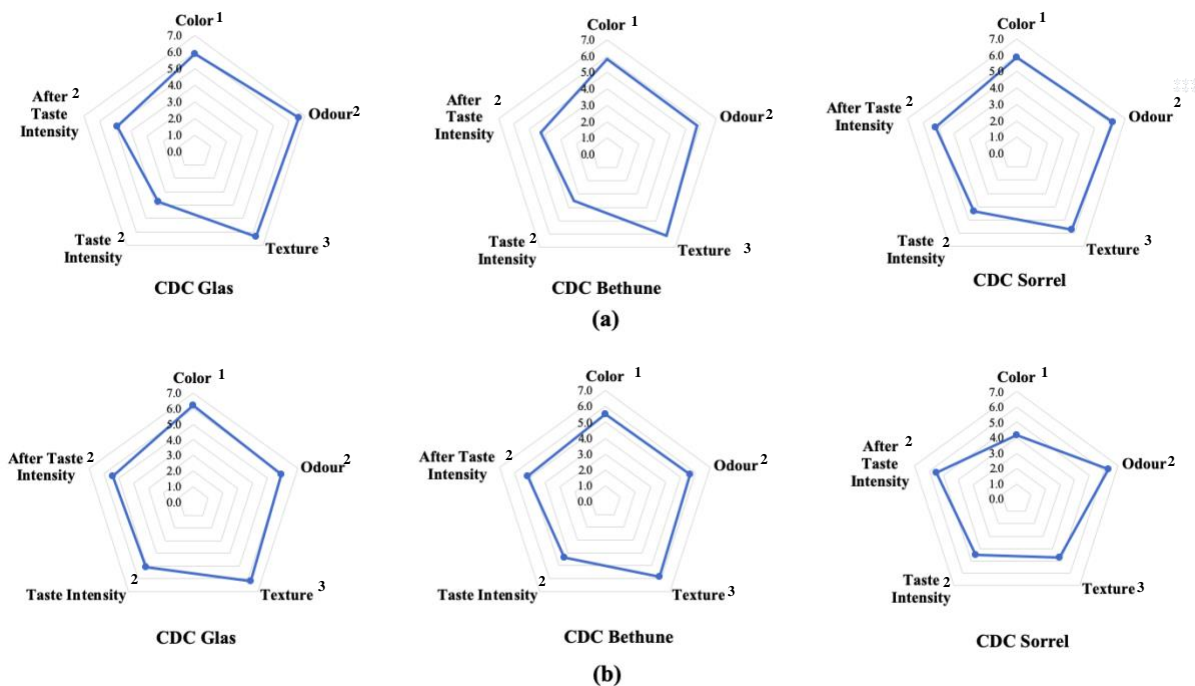 Color 1
7.0
6.0
5.0
4.0
3.0
2.0
1.0
0.0
After 2
Taste
Intensity
Odour2
Taste 2
Intensity
Texture 3
CDC Glas
Color 1
7.0
6.0
5.0
4.0
3.0
2.0
1.0
0.0
After 2
Taste
Intensity
Odour2
Taste 2
Intensity
Texture 3
CDC Bethune
Color 1
7.0
6.0
5.0
4.0
3.0
2.0
1.0
0.0
After Taste 2
Intensity
Odour 2
Taste 2
Intensity
Texture 3
CDC Sorrel
(a)
Color 1
7.0
6.0
5.0
4.0
3.0
2.0
1.0
0.0
After Taste 2
Intensity
Odour2
Taste Intensity 2
Texture 3
CDC Glas
Color 1
7.0
6.0
5.0
4.0
3.0
2.0
1.0
0.0
After Taste 2
Intensity
Odour 2
Taste Intensity 2
Texture 3
CDC Bethune
Color 1
7.0
6.0
5.0
4.0
3.0
2.0
1.0
0.0
After 2
Taste
Intensity
Odour 2
Taste 2
Intensity
Texture 3
CDC Sorrel
(b)